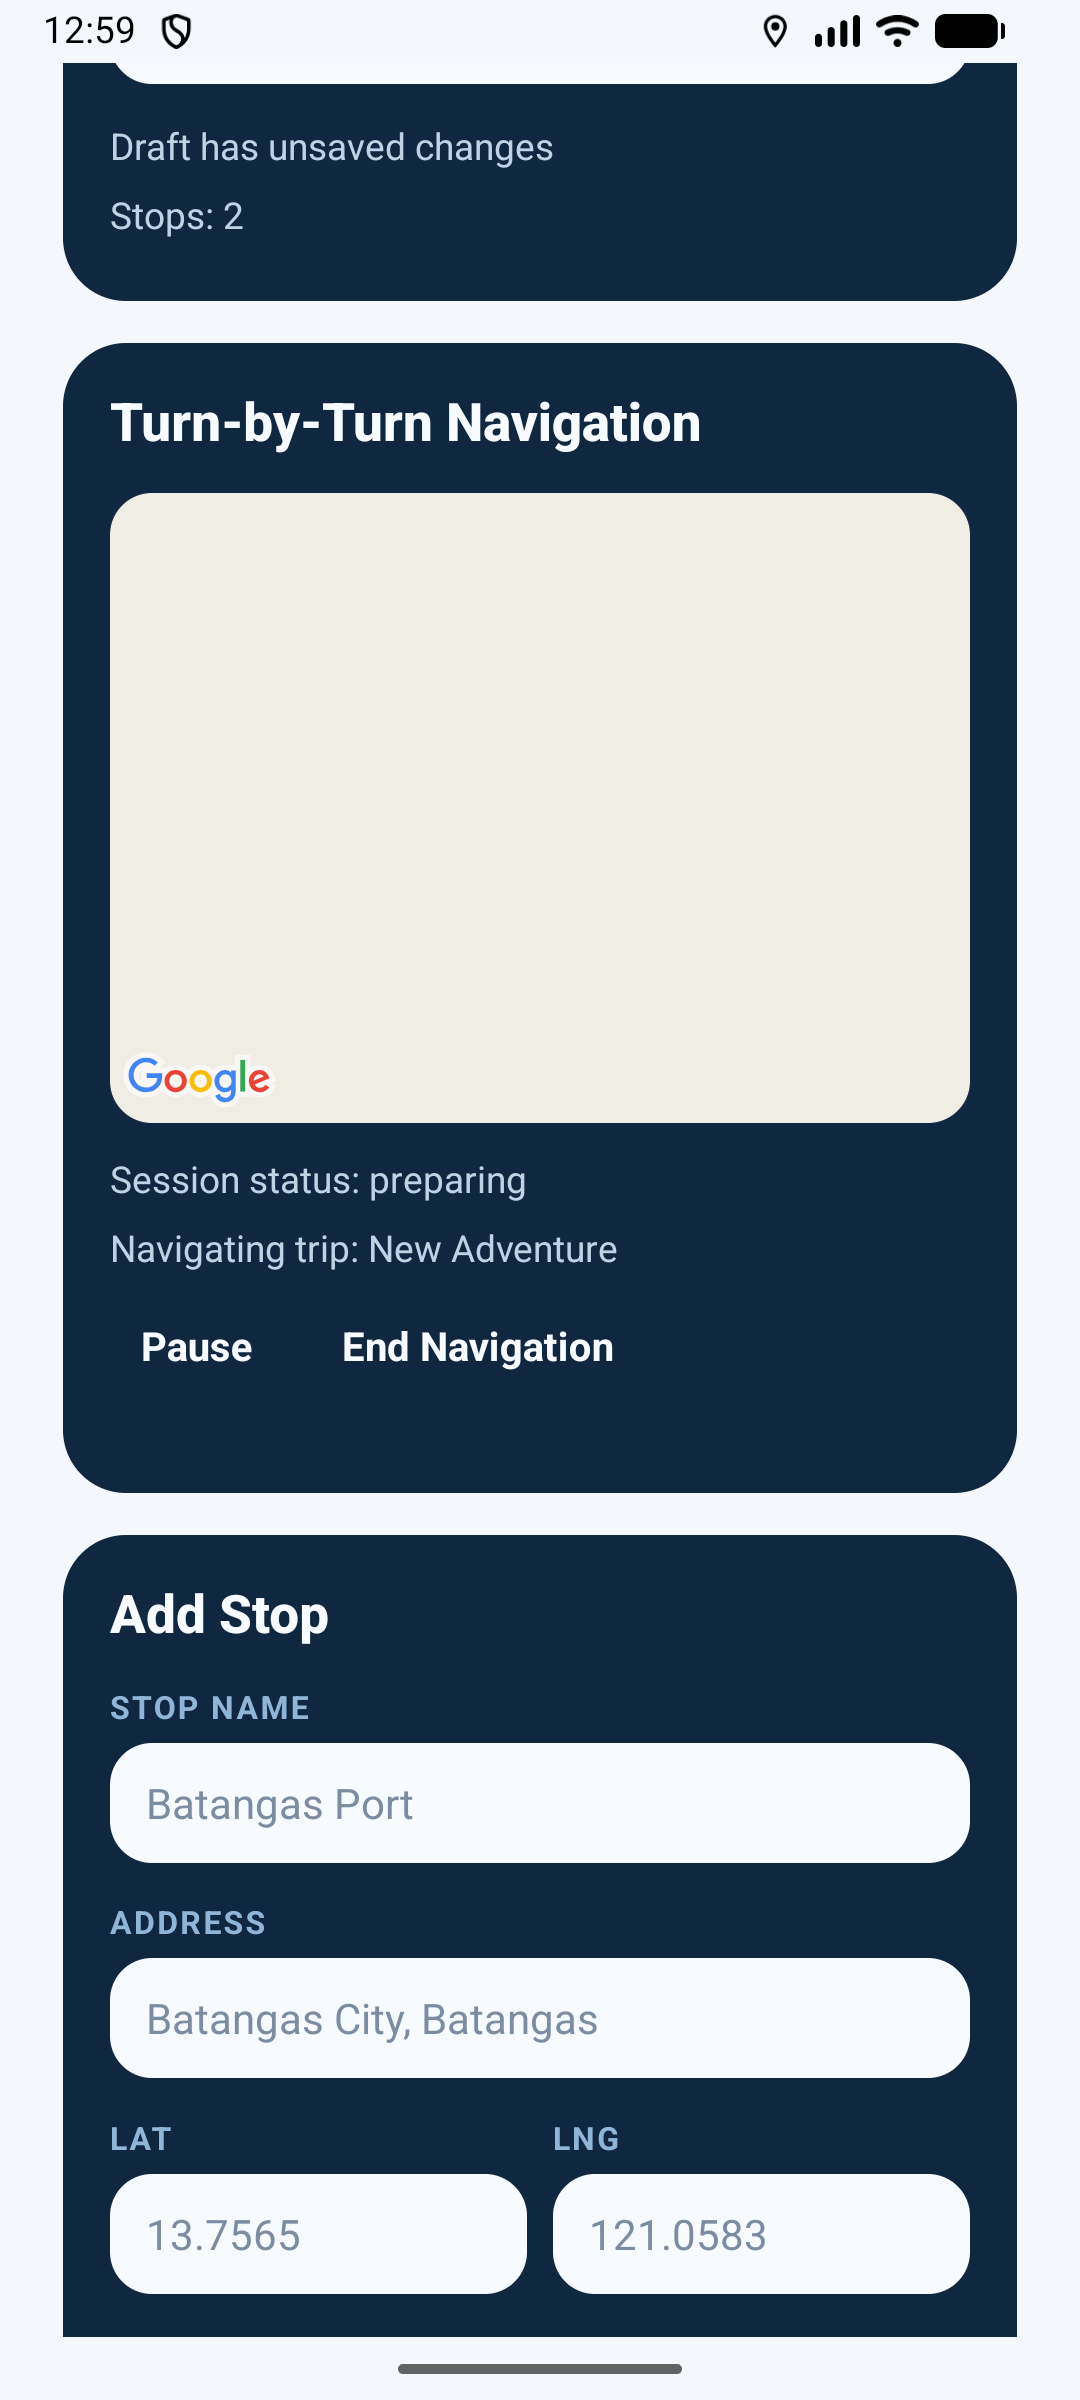 12:59
Draft has unsaved changes
Stops: 2
Turn-by-Turn Navigation
Google
Session status: preparing
Navigating trip: New Adventure
Pause End Navigation
Add Stop
STOP NAME
Batangas Port
ADDRESS
Batangas City, Batangas
LAT LNG
13.7565 121.0583